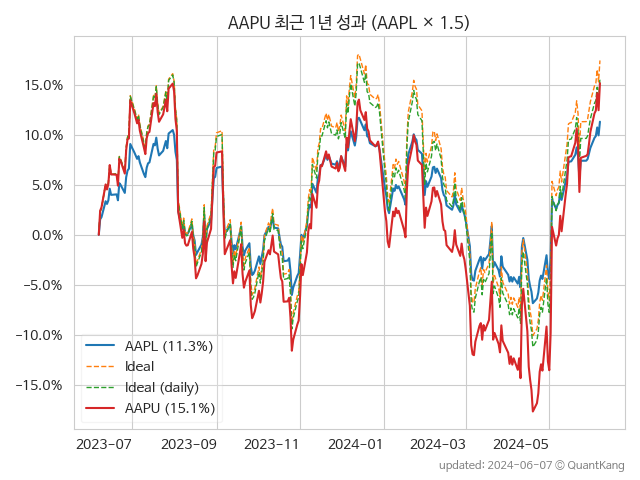 AAPU 최근 1년 성과 (AAPL × 1.5)
15.0%
10.0%
5.0%
0.0%
−5.0%
−10.0%
−15.0%
AAPL (11.3%)
Ideal
Ideal (daily)
AAPU (15.1%)
2023-07 2023-09 2023-11 2024-01 2024-03 2024-05
updated: 2024-06-07 © QuantKang